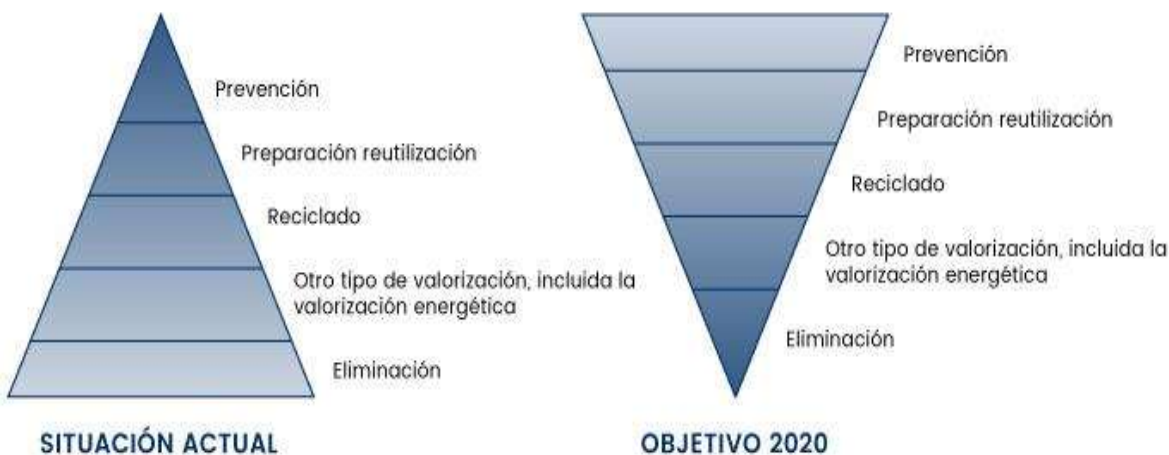 Prevención
Preparación reutilización
Reciclado
Otro tipo de valorización, incluida la
valorización energética
Eliminación
SITUACIÓN ACTUAL
Prevención
Preparación reutilización
Reciclado
Otro tipo de valorización, incluida la
valorización energética
Eliminación
OBJETIVO 2020